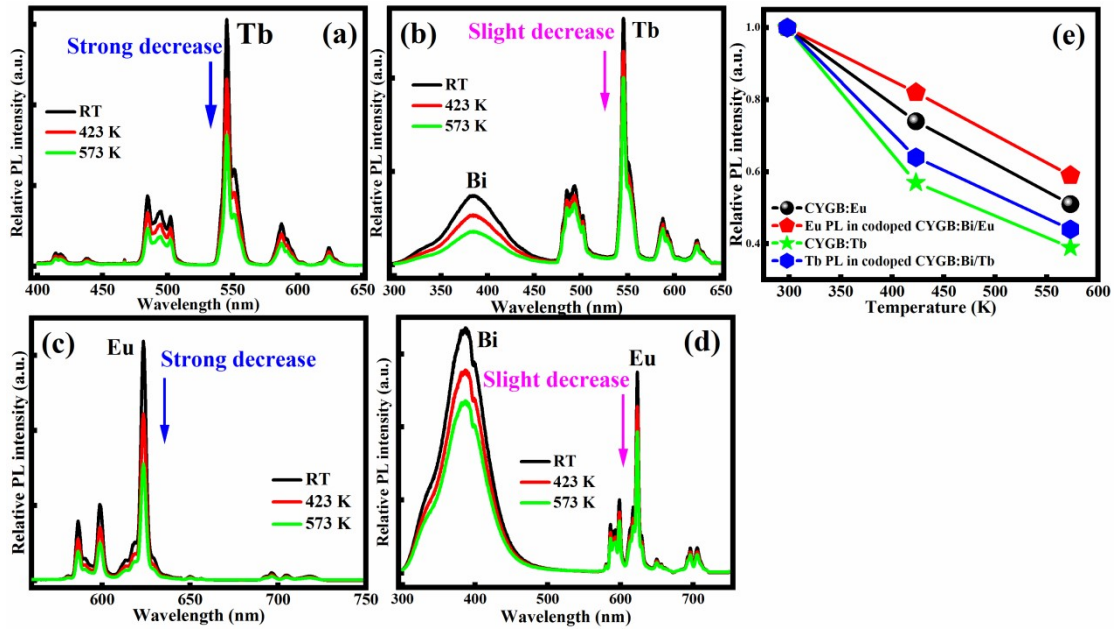 Relative PL intensity (a.u.)
Tb
(a)
Strong decrease
RT
423 K
573 K
400 450 500 550 600 650
Wavelength (nm)
Relative PL intensity (a.u.)
(b)
Tb
Slight decrease
RT
423 K
573 K
Bi
350 400 450 500 550 600 650
Wavelength (nm)
Relative PL intensity (a.u.)
(e)
1.0
0.8
0.6
0.4
CYGB:Eu
Eu PL in codoped CYGB:Bi/Eu
CYGB:Tb
Tb PL in codoped CYGB:Bi/Tb
300 350 400 450 500 550 600
Temperature (K)
Relative PL intensity (a.u.)
(c)
Eu
Strong decrease
RT
423 K
573 K
600 650 700 750
Wavelength (nm)
Relative PL intensity (a.u.)
Bi
(d)
Eu
Slight decrease
RT
423 K
573 K
300 400 500 600 700
Wavelength (nm)